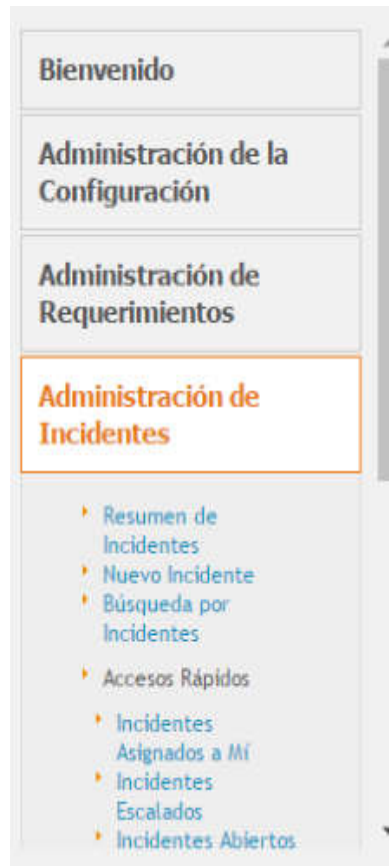 Bienvenido
Administración de la
Configuración
Administración de
Requerimientos
Administración de
Incidentes
Resumen de
Incidentes
Nuevo Incidente
Búsqueda por
Incidentes
Accesos Rápidos
Incidentes
Asignados a Mí
Incidentes
Escalados
Incidentes Abiertos